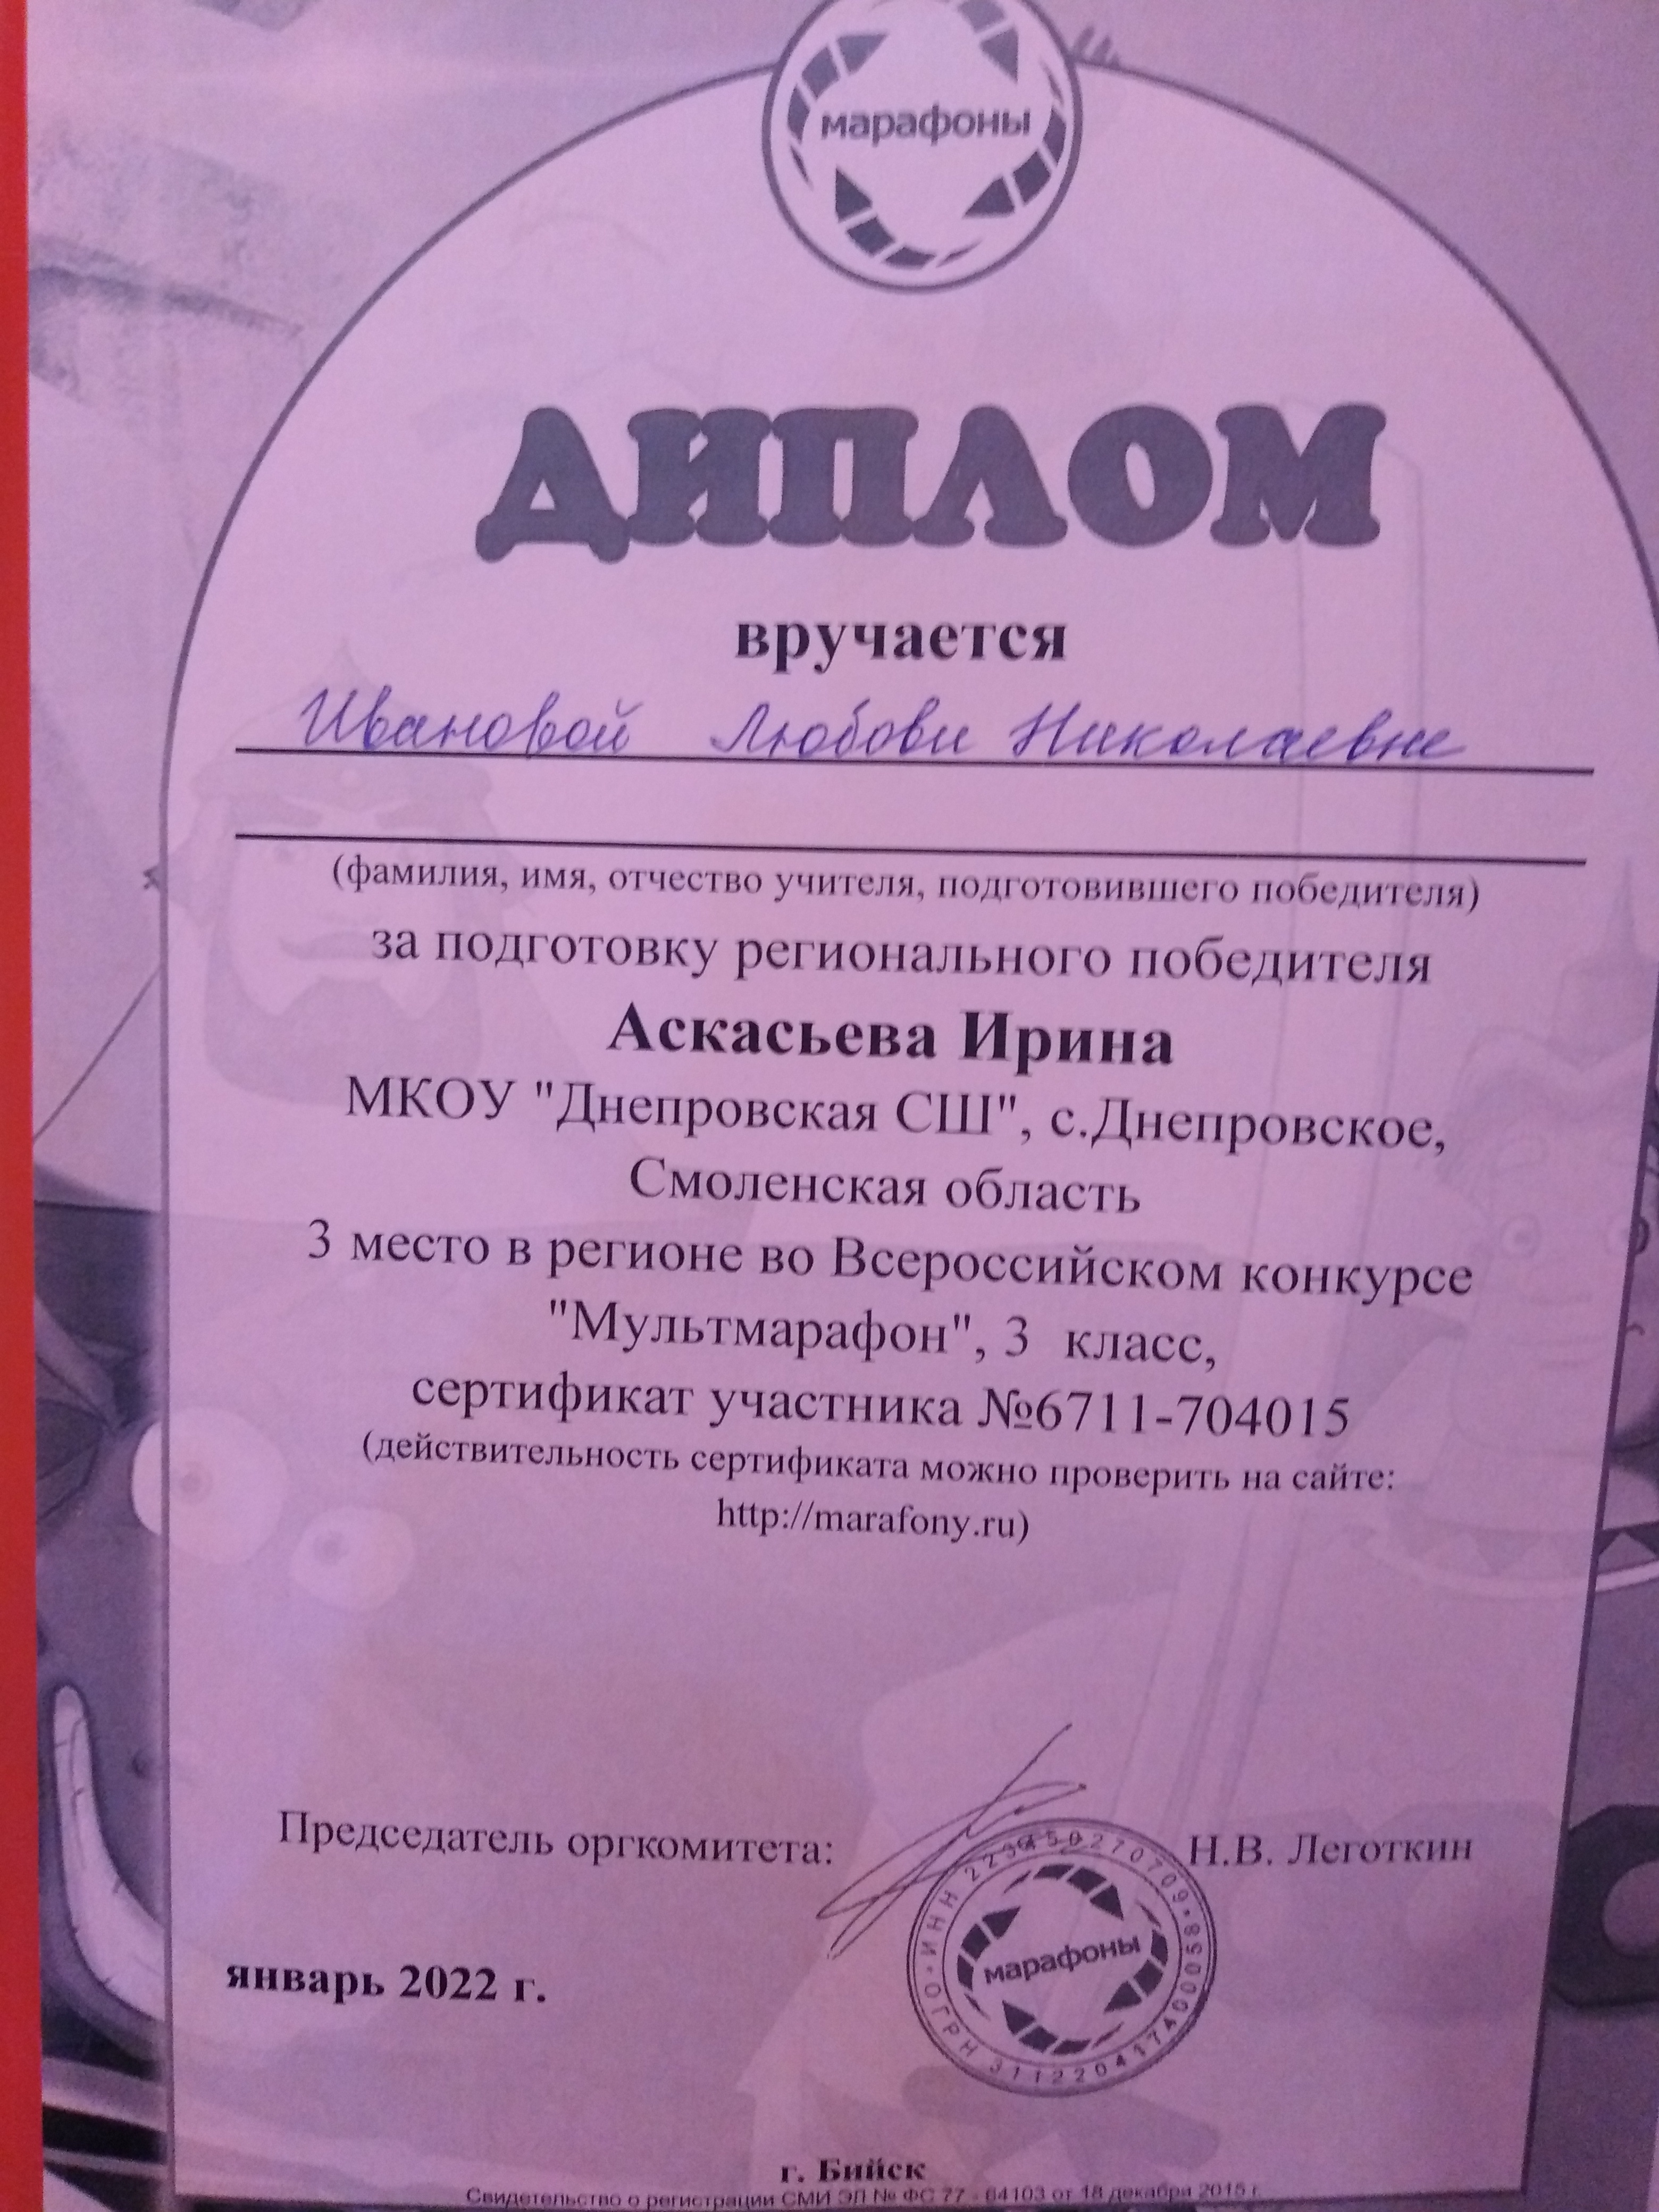 марафоны
ДИПЛОМ
вручается
Ивановой Любови Николаевне
(фамилия, имя, отчество учителя, подготовившего победителя)
за подготовку регионального победителя
Аскасьева Ирина
МКОУ "Днепровская СШ", с.Днепровское,
Смоленская область
3 место в регионе во Всероссийском конкурсе
"Мультмарафон", 3 класс,
сертификат участника №6711-704015
(действительность сертификата можно проверить на сайте:
http://marafony.ru)
Председатель оргкомитета:
Н.В. Леготкин
марафоны
ИНН
ОГРН
январь 2022 г.
г. Бийск
Свидетельство о регистрации СМИ ЭЛ № ФС 77 - 64103 от 18 декабря 2015 г.